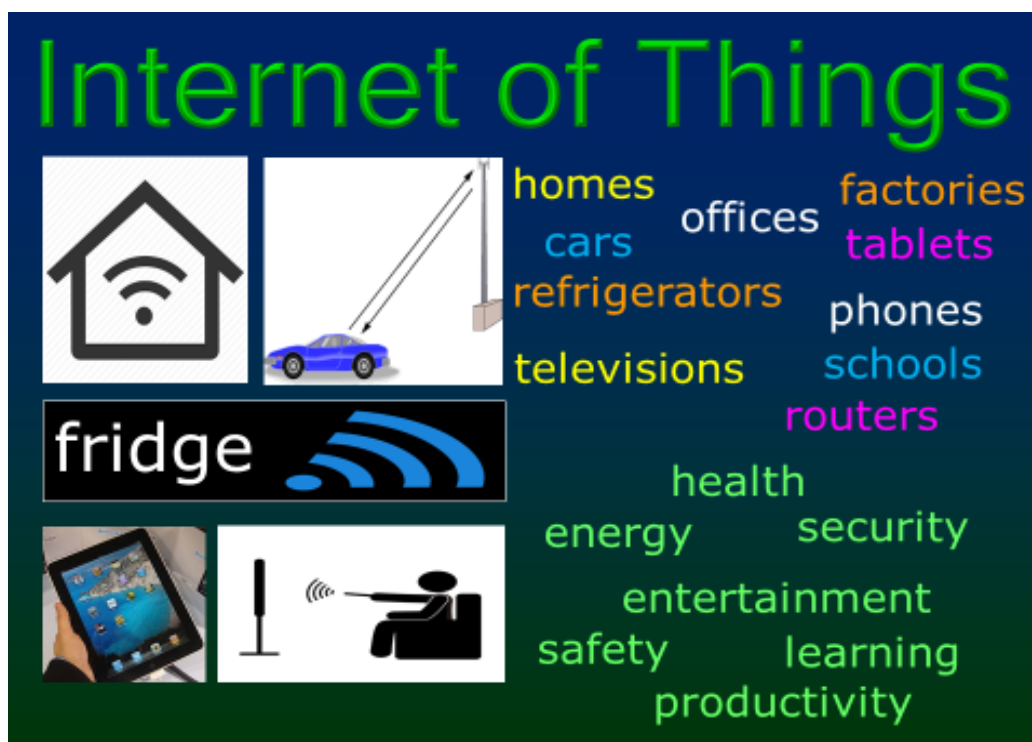 Internet of Things
homes
offices
factories
cars
tablets
refrigerators
phones
televisions
schools
routers
fridge
health
energy
security
entertainment
safety
learning
productivity